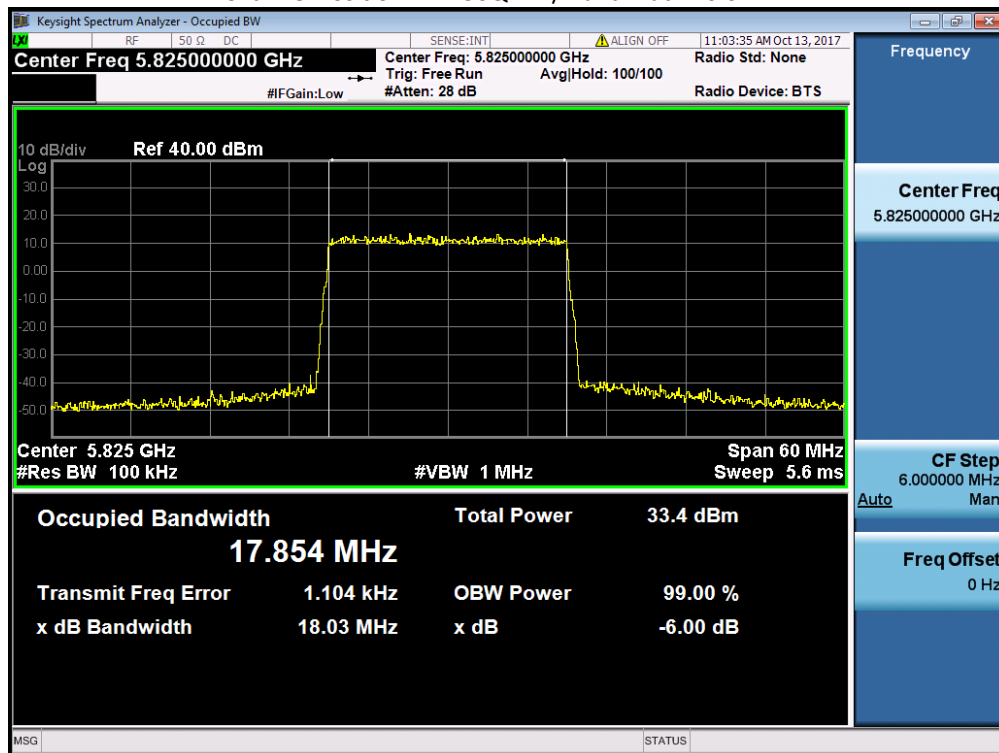 Keysight Spectrum Analyzer - Occupied BW
LXI RF 50 Ω DC SENSE:INT ALIGN OFF 11:03:35 AM Oct 13, 2017
Center Freq 5.825000000 GHz
Center Freq: 5.825000000 GHz Radio Std: None
Trig: Free Run Avg|Hold: 100/100
#IFGain:Low #Atten: 28 dB Radio Device: BTS
10 dB/div Ref 40.00 dBm
Log
30.0
20.0
10.0
0.00
-10.0
-20.0
-30.0
-40.0
-50.0
Center 5.825 GHz Span 60 MHz
#Res BW 100 kHz #VBW 1 MHz Sweep 5.6 ms
Occupied Bandwidth Total Power 33.4 dBm
17.854 MHz
Transmit Freq Error 1.104 kHz OBW Power 99.00 %
x dB Bandwidth 18.03 MHz x dB -6.00 dB
MSG STATUS
Frequency
Center Freq
5.825000000 GHz
CF Step
6.000000 MHz
Auto Man
Freq Offset
0 Hz